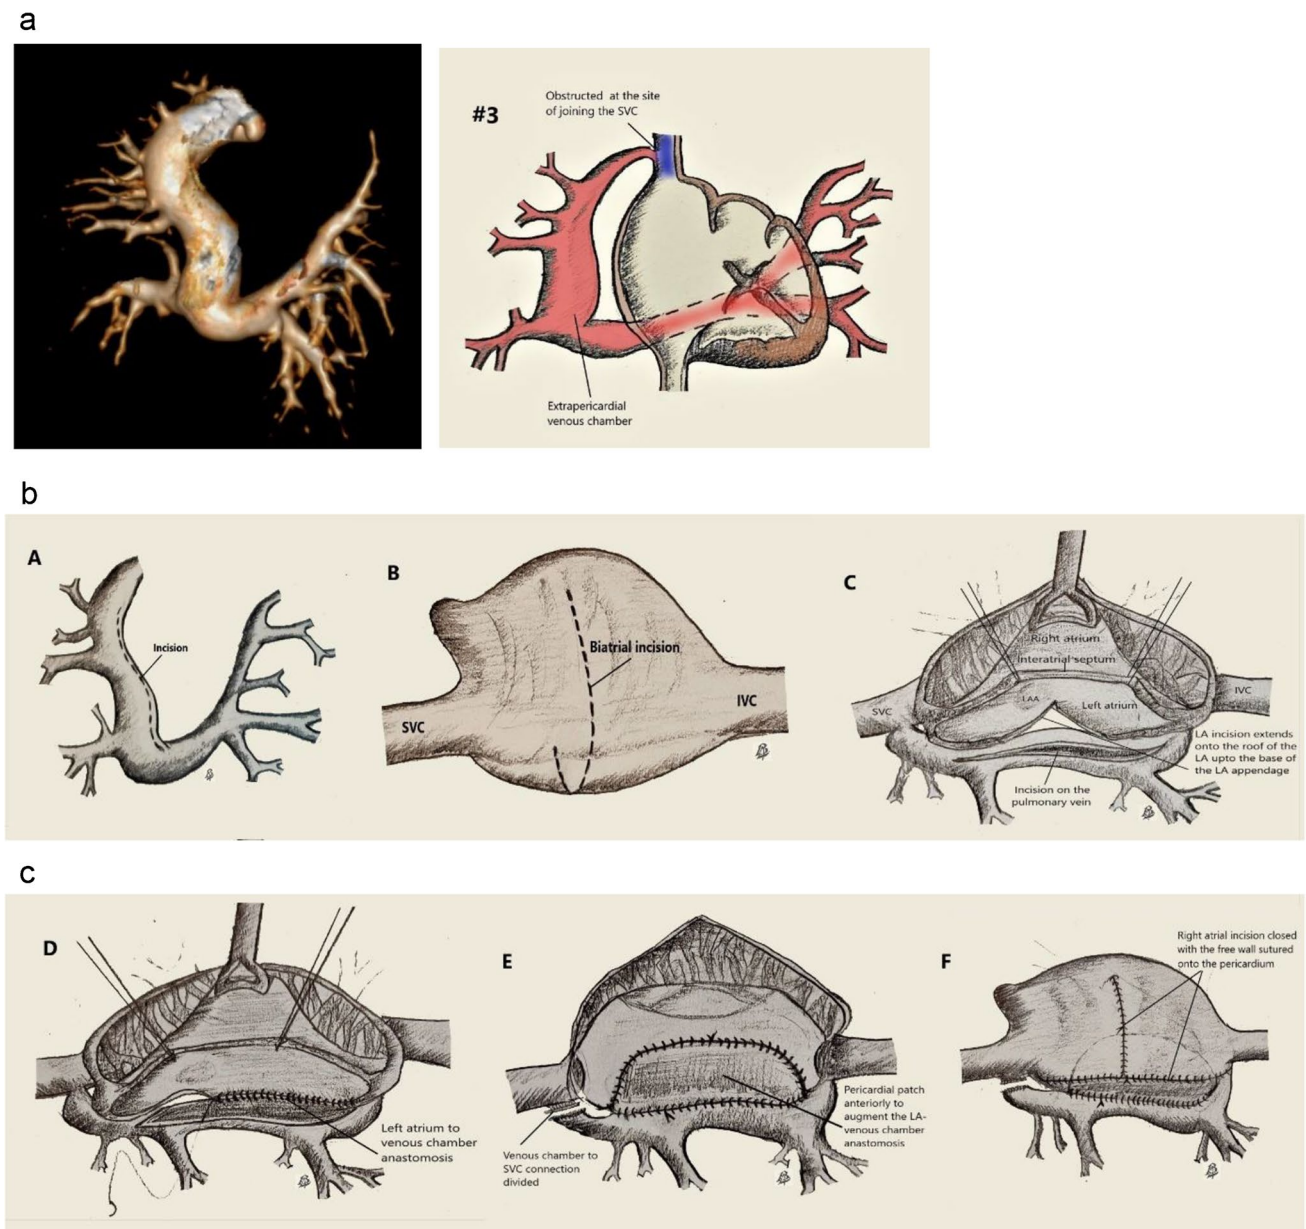 a
#3
Obstructed at the site
of joining the SVC
Extrapericardial
venous chamber
b
A
Incision
B
Biatrial incision
SVC
IVC
C
Right atrium
Interatrial septum
LAA
Left atrium
SVC
IVC
LA incision extends
onto the roof of the
LA upto the base of
the LA appendage
Incision on the
pulmonary vein
c
D
Left atrium to
venous chamber
anastomosis
E
Venous chamber to
SVC connection
divided
Pericardial patch
anteriorly to
augment the LA-
venous chamber
anastomosis
F
Right atrial incision closed
with the free wall sutured
onto the pericardium